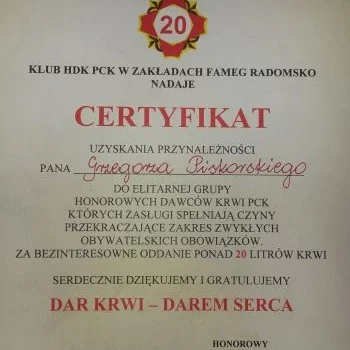 20
KLUB HDK PCK W ZAKŁADACH FAMEG RADOMSKO
NADAJE
CERTYFIKAT
UZYSKANIA PRZYNALEŻNOŚCI
PANA Grzegorza Piskorskiego
DO ELITARNEJ GRUPY
HONOROWYCH DAWCÓW KRWI PCK
KTÓRYCH ZASŁUGI SPEŁNIAJĄ CZYNY
PRZEKRACZAJĄCE ZAKRES ZWYKŁYCH
OBYWATELSKICH OBOWIĄZKÓW.
ZA BEZINTERESOWNE ODDANIE PONAD 20 LITRÓW KRWI
SERDECZNIE DZIĘKUJEMY I GRATULUJEMY
DAR KRWI – DAREM SERCA
HONOROWY